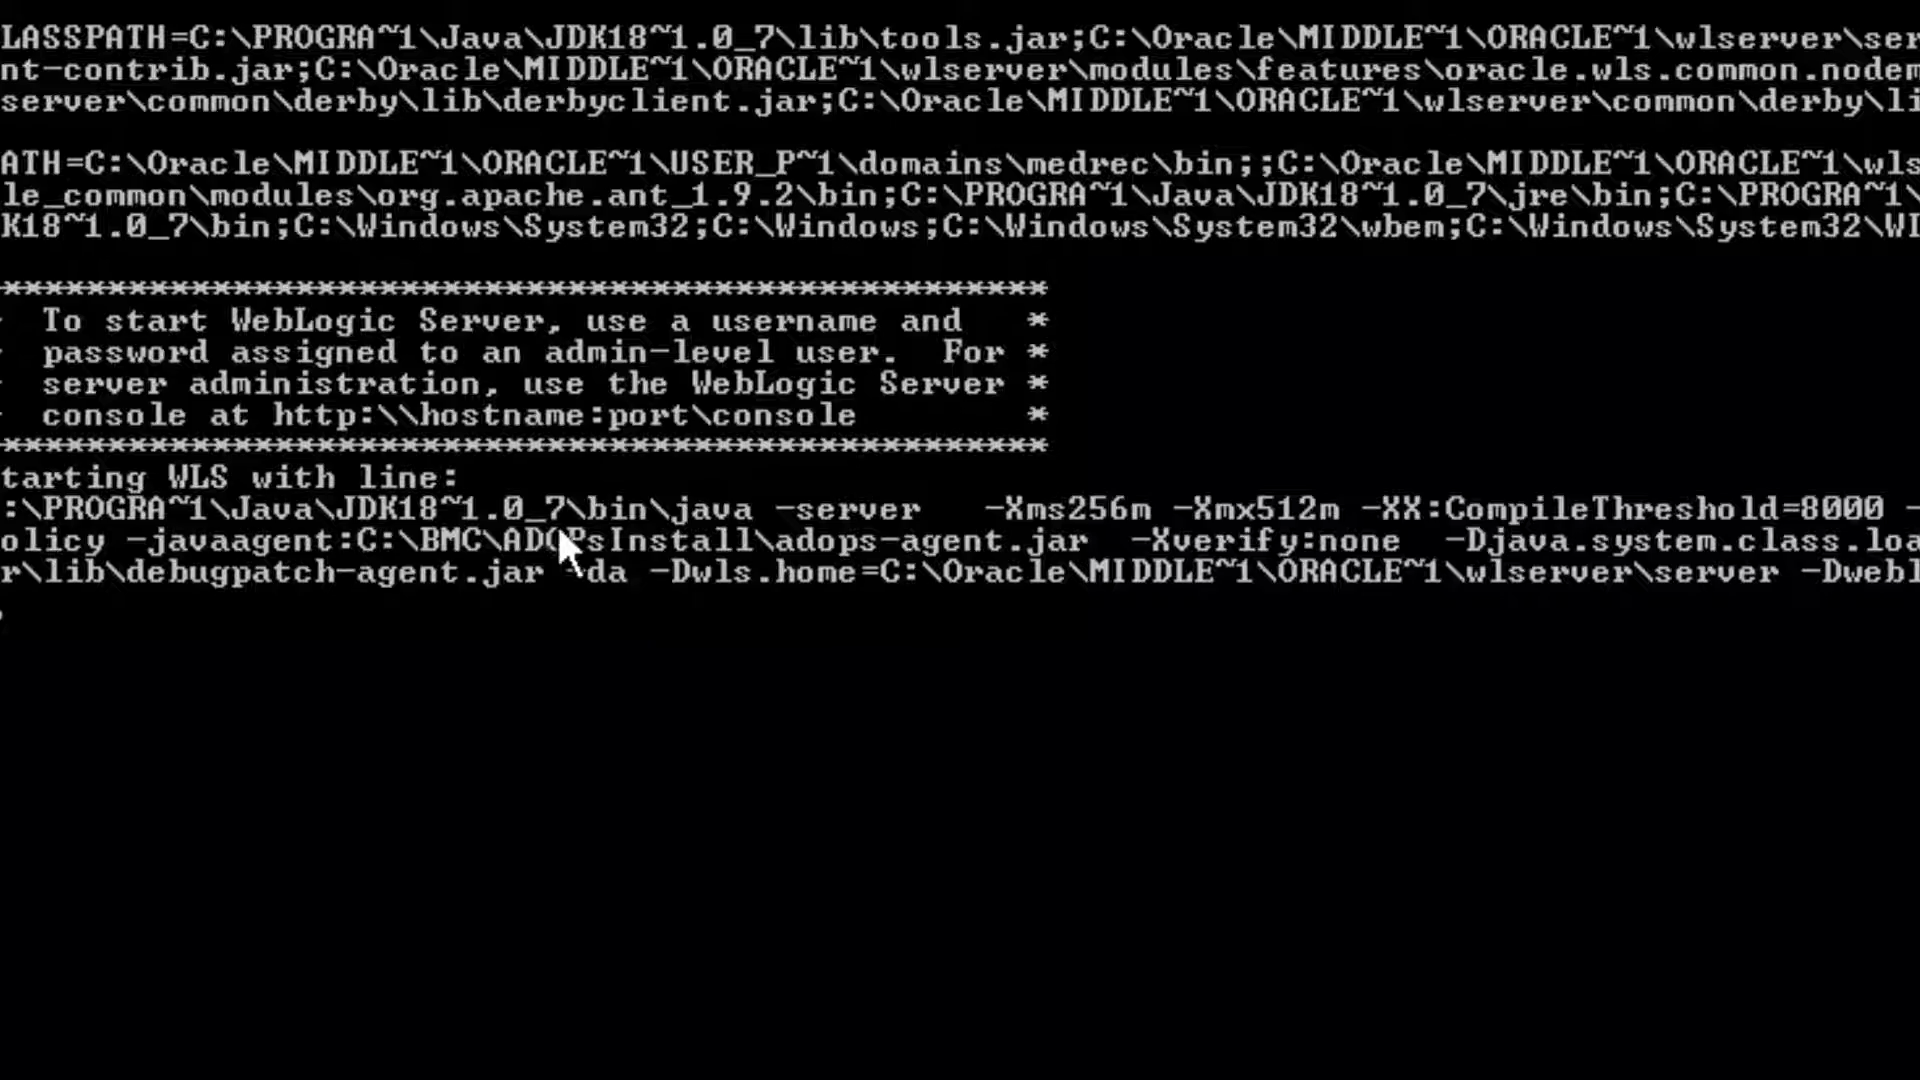 LASSPATH=C:\PROGRA~1\Java\JDK18~1.0_7\lib\tools.jar;C:\Oracle\MIDDLE~1\ORACLE~1\wlserver\ser
nt-contrib.jar;C:\Oracle\MIDDLE~1\ORACLE~1\wlserver\modules\features\oracle.wls.common.nodem
server\common\derby\lib\derbyclient.jar;C:\Oracle\MIDDLE~1\ORACLE~1\wlserver\common\derby\li
ATH=C:\Oracle\MIDDLE~1\ORACLE~1\USER_P~1\domains\medrec\bin;;C:\Oracle\MIDDLE~1\ORACLE~1\wls
le_common\modules\org.apache.ant_1.9.2\bin;C:\PROGRA~1\Java\JDK18~1.0_7\jre\bin;C:\PROGRA~1\
K18~1.0_7\bin;C:\Windows\System32;C:\Windows;C:\Windows\System32\wbem;C:\Windows\System32\WI
**************************************************
To start WebLogic Server, use a username and *
password assigned to an admin-level user. For *
server administration, use the WebLogic Server *
console at http:\\hostname:port\console *
**************************************************
tarting WLS with line:
:\PROGRA~1\Java\JDK18~1.0_7\bin\java -server -Xms256m -Xmx512m -XX:CompileThreshold=8000 -
olicy -javaagent:C:\BMC\ADOPsInstall\adops-agent.jar -Xverify:none -Djava.system.class.loa
r\lib\debugpatch-agent.jar -da -Dwls.home=C:\Oracle\MIDDLE~1\ORACLE~1\wlserver\server -Dwebl